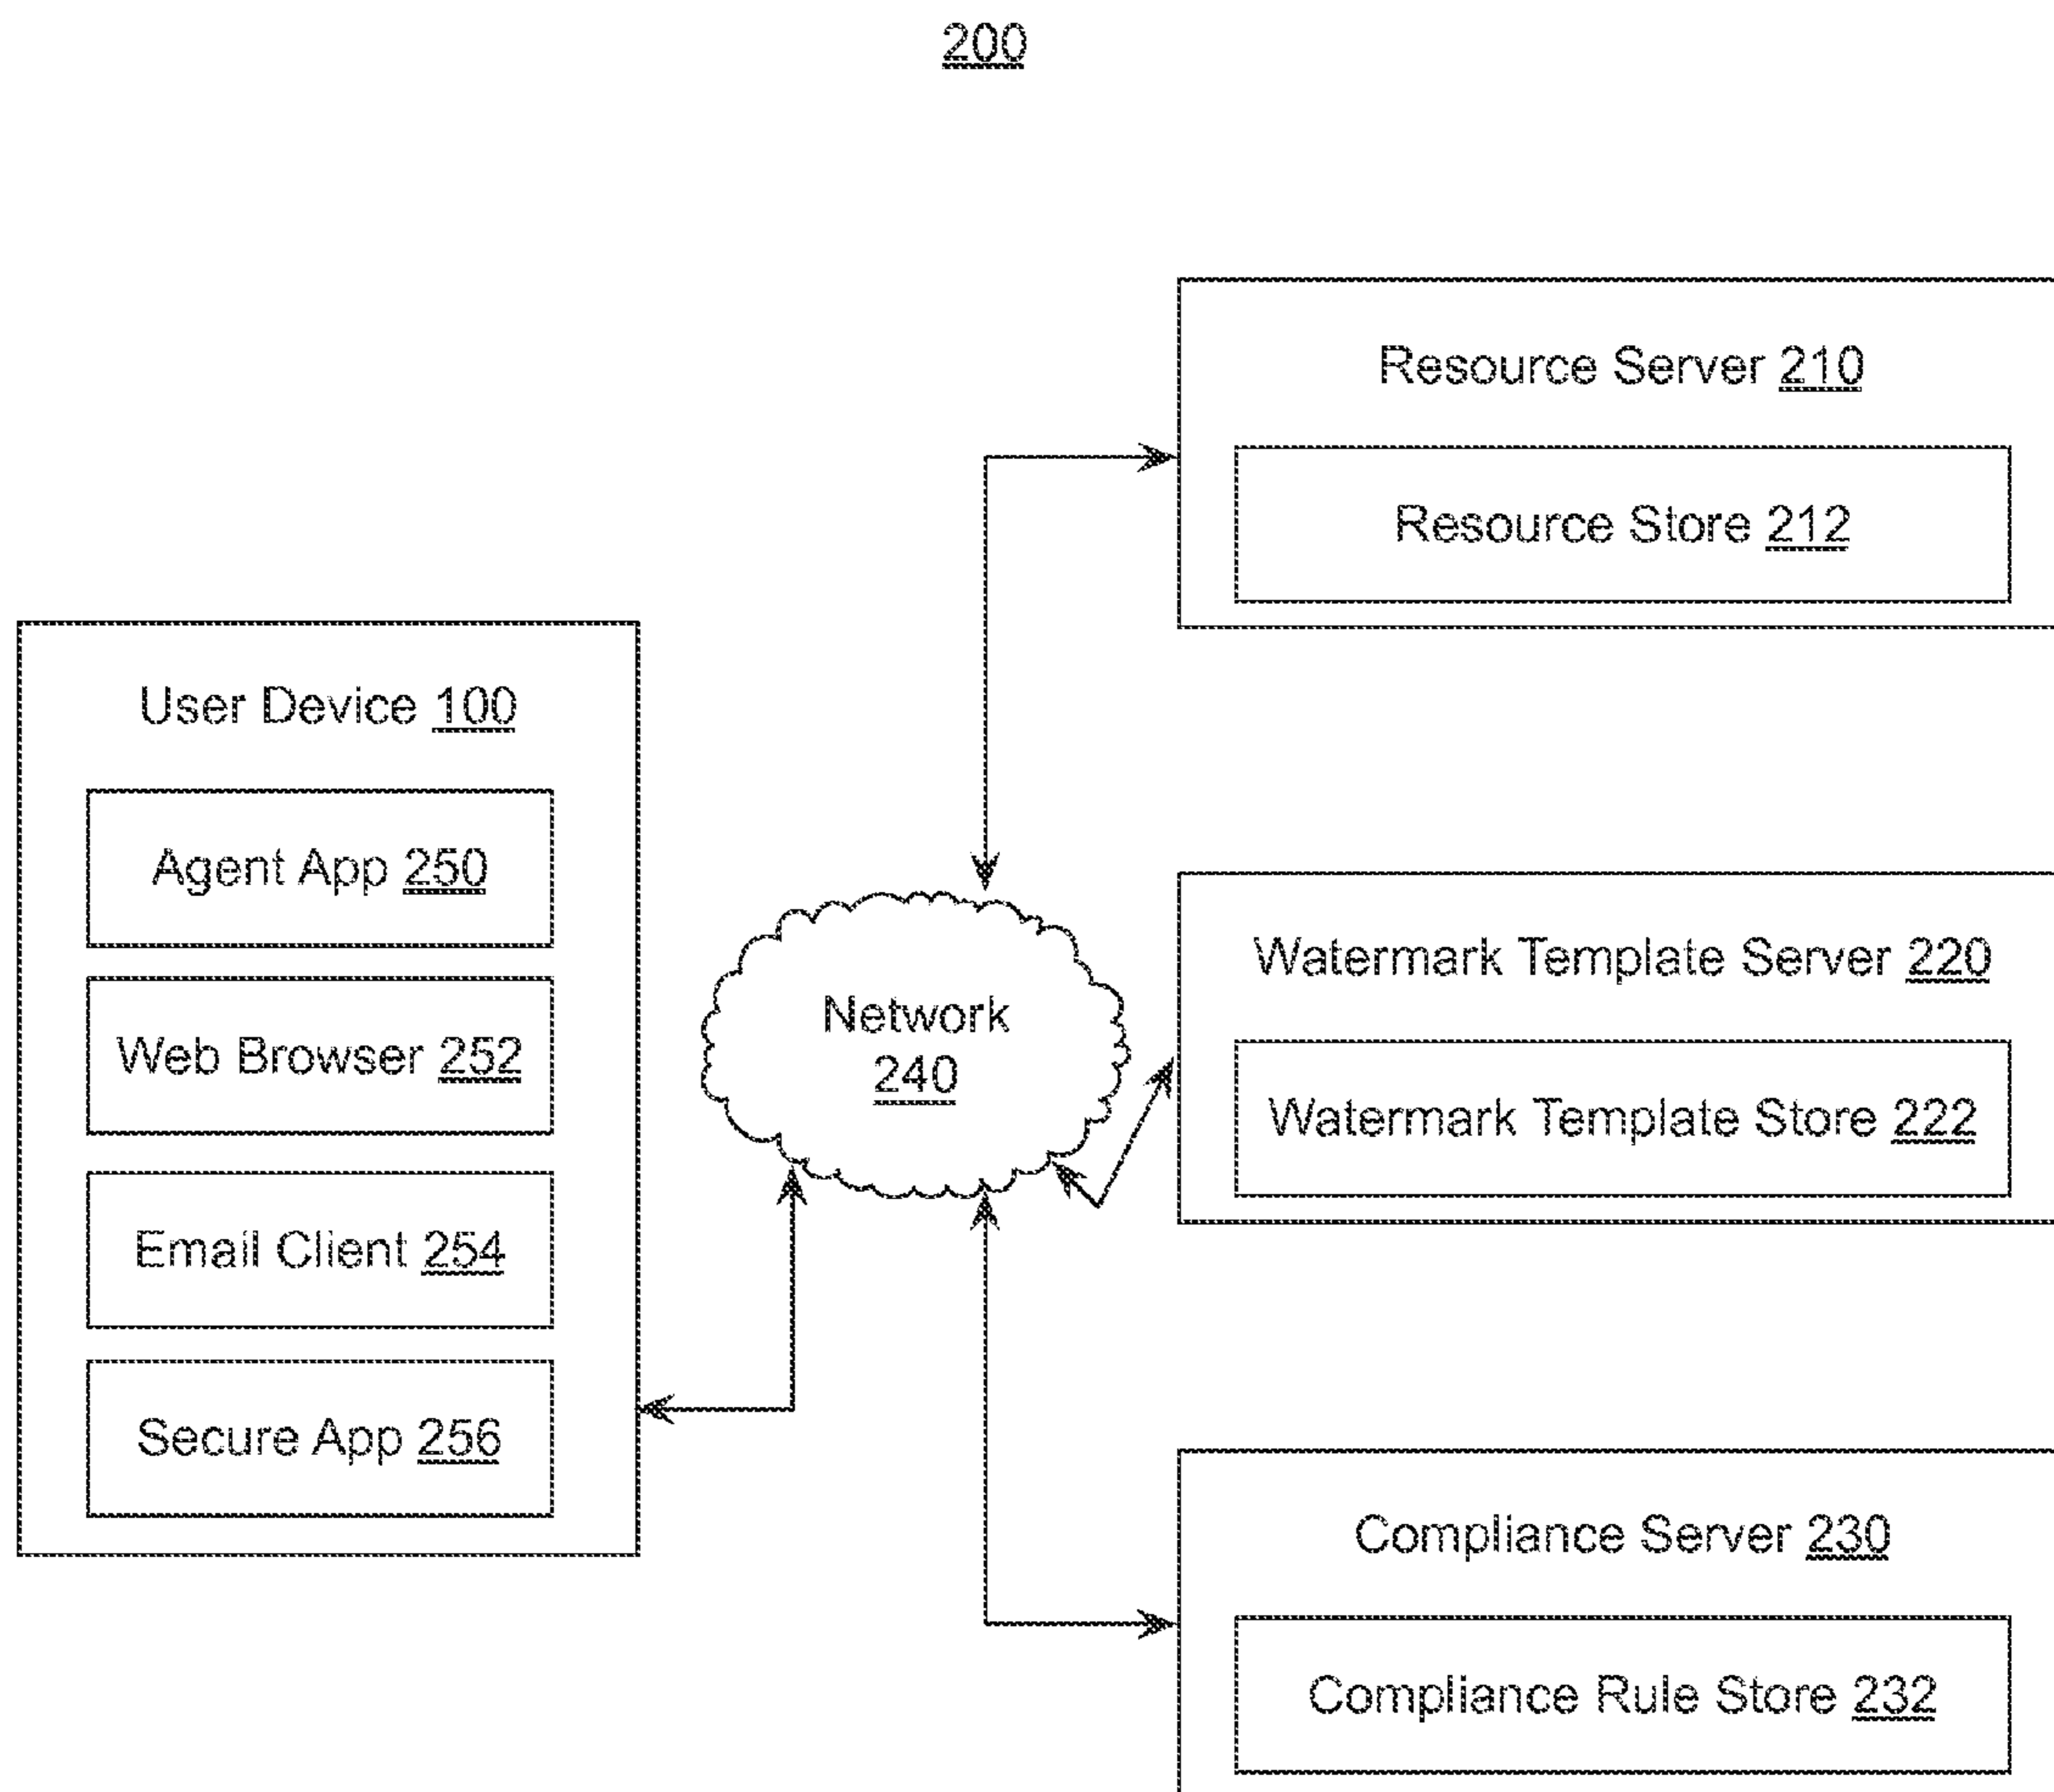 200
Resource Server 210
Resource Store 212
User Device 100
Agent App 250
Web Browser 252
Email Client 254
Secure App 256
Network
240
Watermark Template Server 220
Watermark Template Store 222
Compliance Server 230
Compliance Rule Store 232